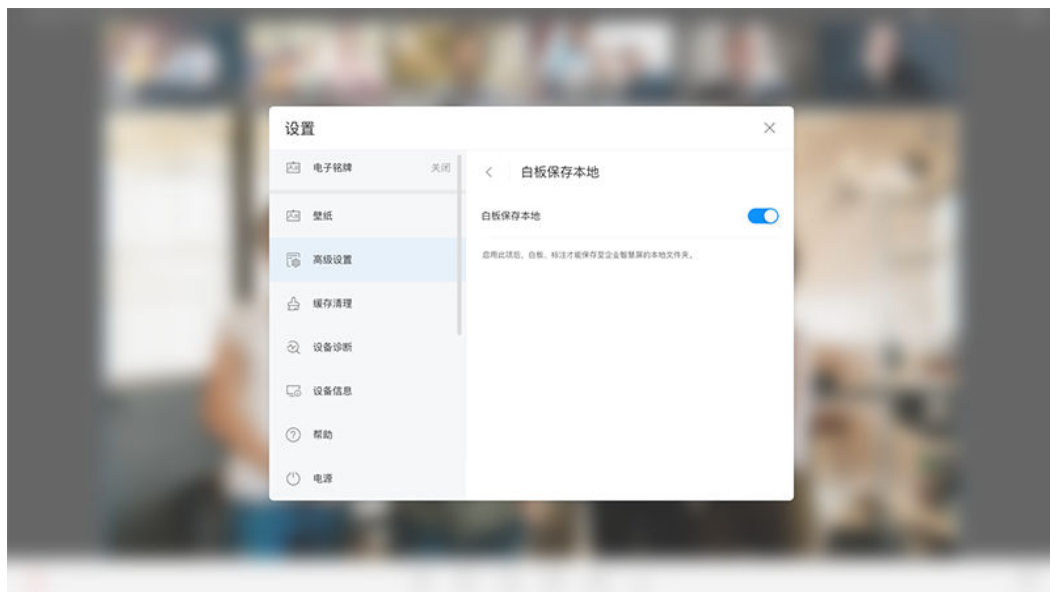 设置
电子铭牌 关闭
白板保存本地
壁纸
白板保存本地
高级设置
启用此项后，白板、标注才能保存至企业智慧屏的本地文件夹。
缓存清理
设备诊断
设备信息
帮助
电源